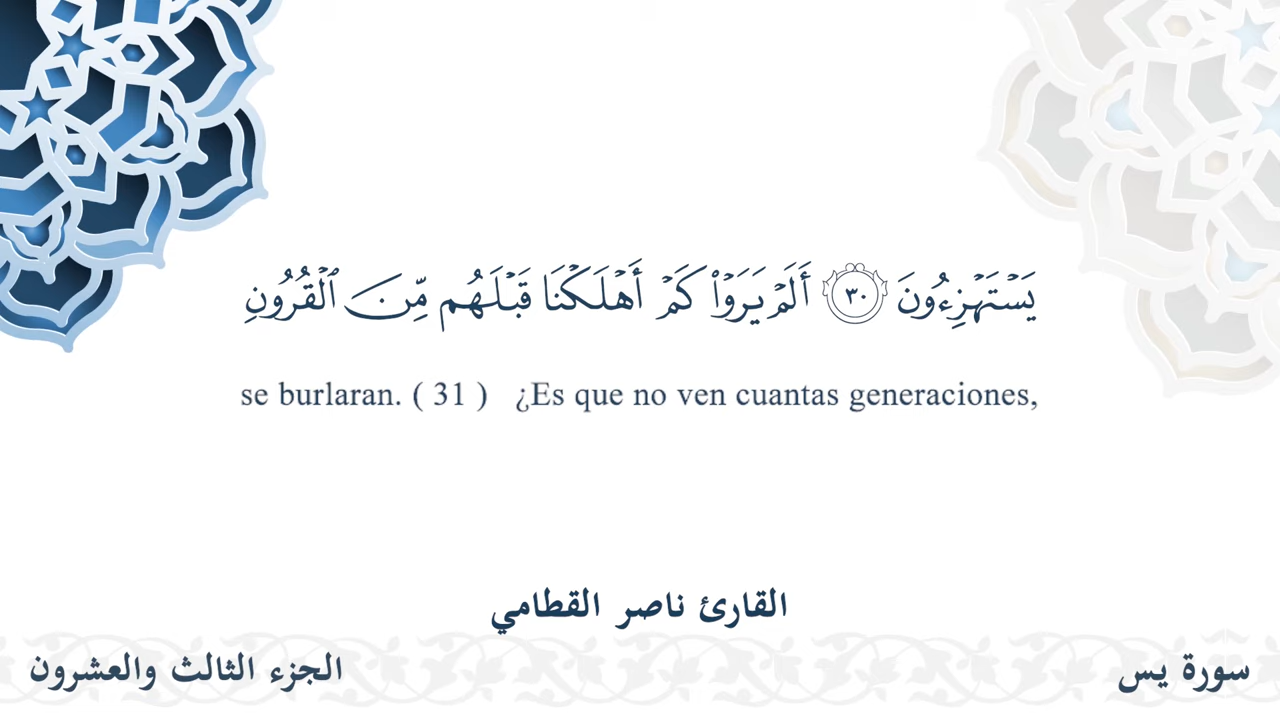 يَسْتَهْزِءُونَ ٣٠ أَلَمْ يَرَوْا۟ كَمْ أَهْلَكْنَا قَبْلَهُم مِّنَ ٱلْقُرُونِ
se burlaran. ( 31 ) ¿Es que no ven cuantas generaciones,
القارئ ناصر القطامي
سورة يس
الجزء الثالث والعشرون